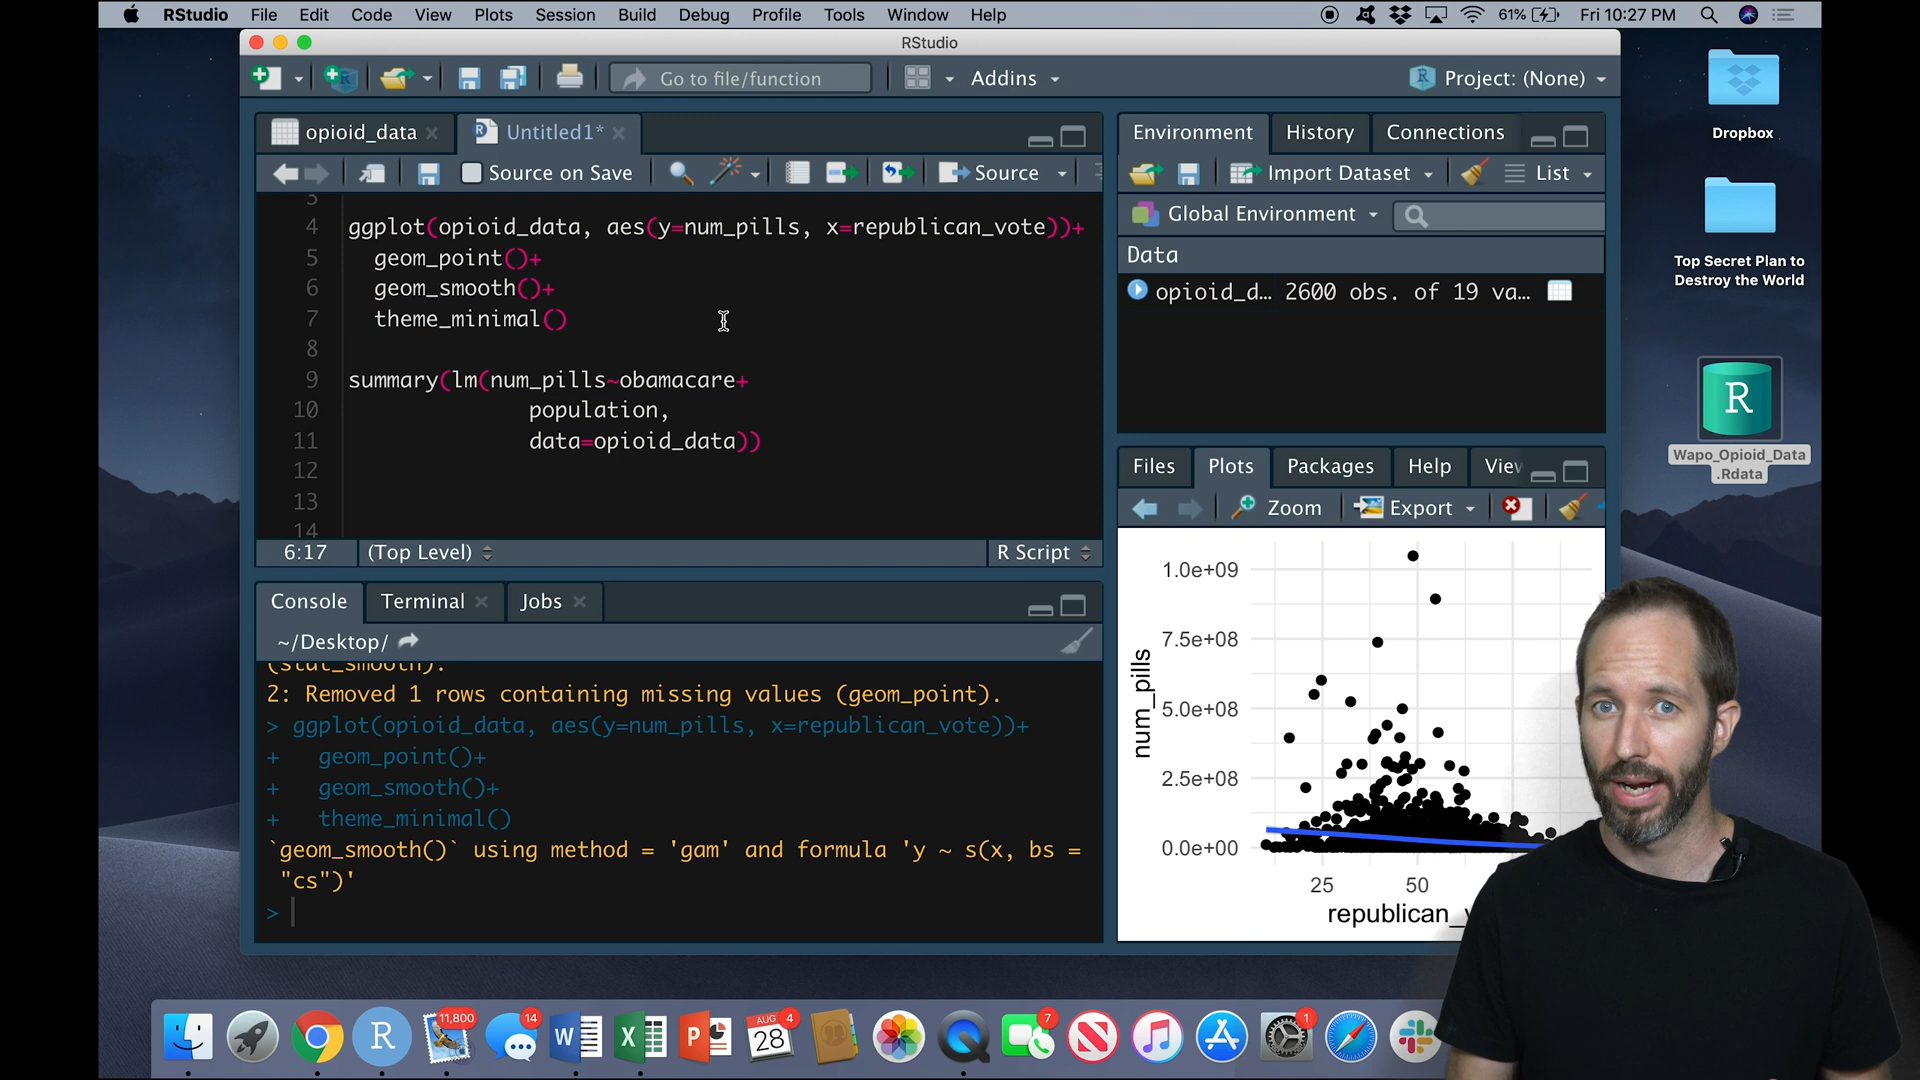 RStudio File Edit Code View Plots Session Build Debug Profile Tools Window Help
61% Fri 10:27 PM
RStudio
Go to file/function
Addins
Project: (None)
opioid_data
Untitled1*
Source on Save
Source
3
4 ggplot(opioid_data, aes(y=num_pills, x=republican_vote))+
5 geom_point()+
6 geom_smooth()+
7 theme_minimal()
8
9 summary(lm(num_pills~obamacare+
10 population,
11 data=opioid_data))
12
13
14
6:17 (Top Level) R Script
Console Terminal Jobs
~/Desktop/
(stat_smooth).
2: Removed 1 rows containing missing values (geom_point).
> ggplot(opioid_data, aes(y=num_pills, x=republican_vote))+
+ geom_point()+
+ geom_smooth()+
+ theme_minimal()
`geom_smooth()` using method = 'gam' and formula 'y ~ s(x, bs =
"cs")'
>
Environment History Connections
Import Dataset List
Global Environment
Data
opioid_d... 2600 obs. of 19 va...
Files Plots Packages Help View
Zoom Export
1.0e+09
7.5e+08
5.0e+08
2.5e+08
0.0e+00
num_pills
25 50
republican_
Dropbox
Top Secret Plan to
Destroy the World
R
Wapo_Opioid_Data
.Rdata
R
11,800
14
W
X
P
AUG
28
4
7
1